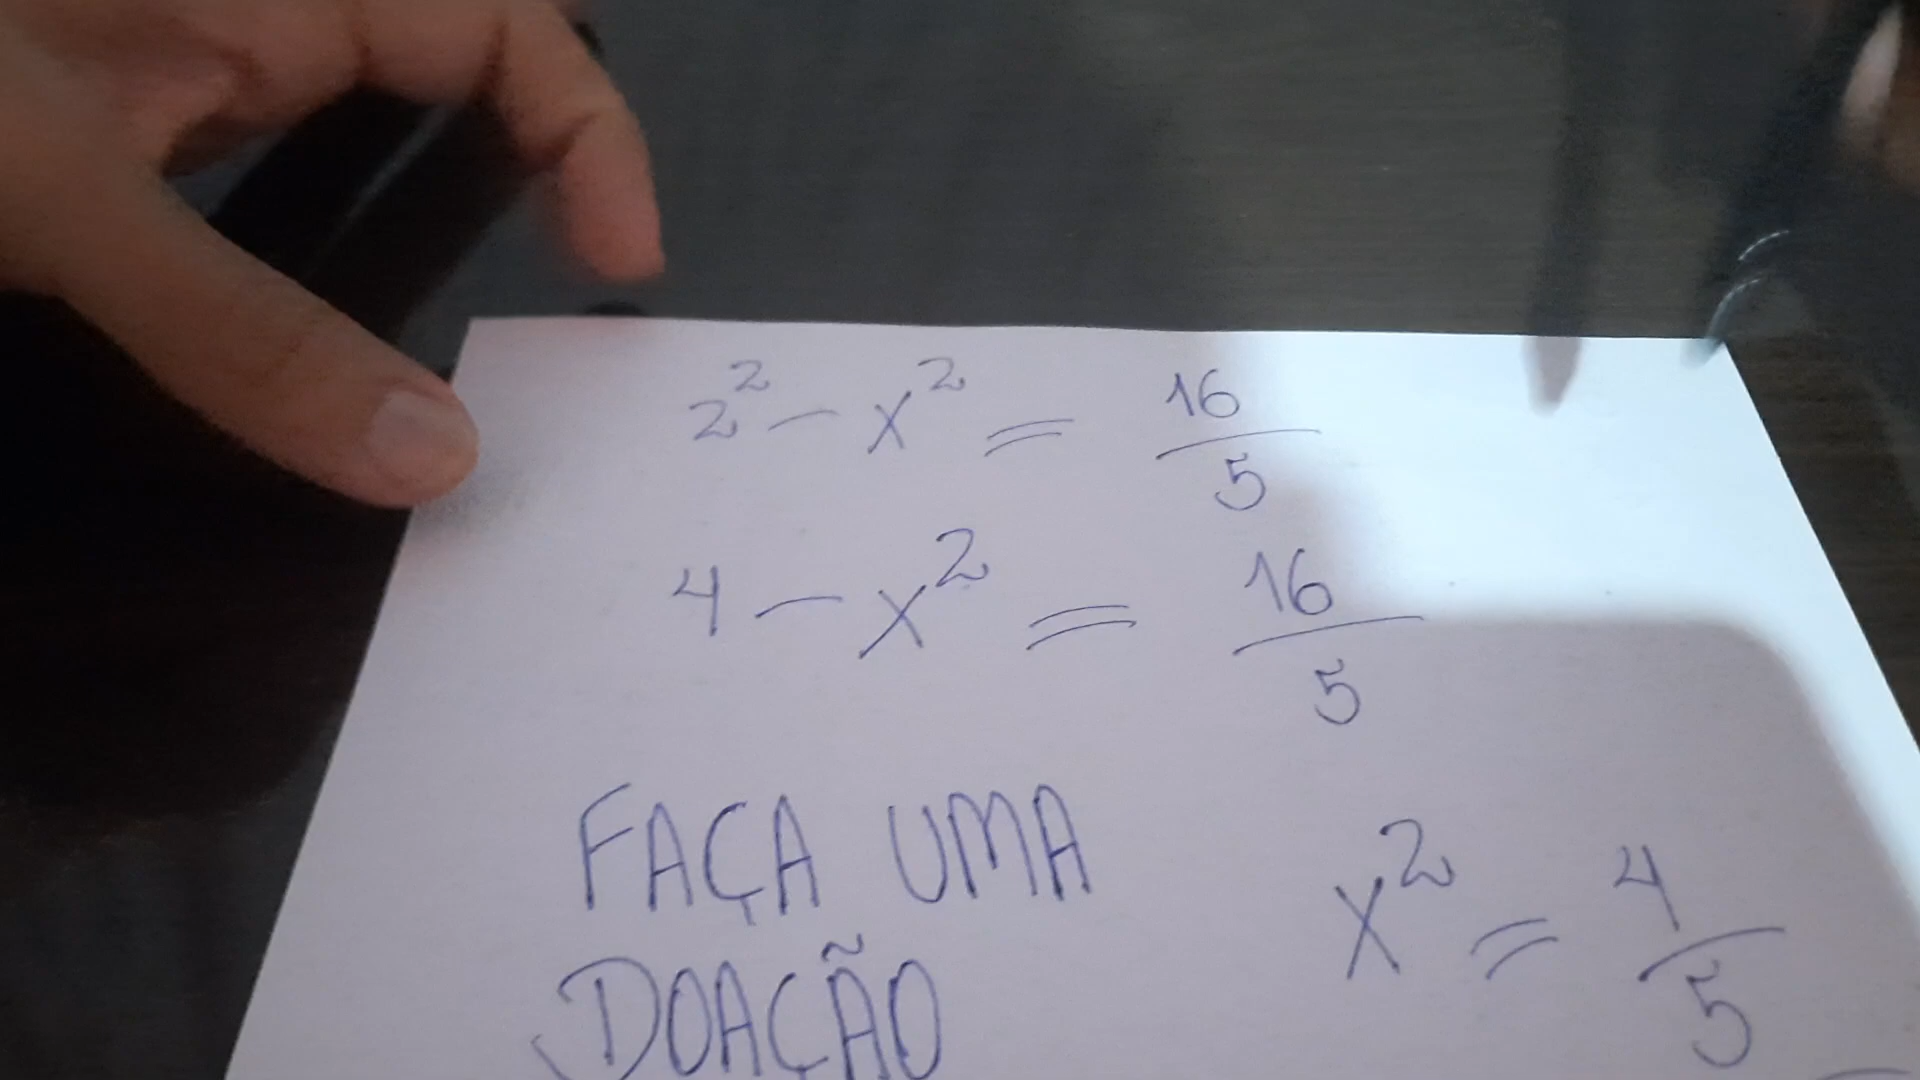 2² - x² = 16/5
4 - x² = 16/5
FAÇA UMA
DOAÇÃO
x² = 4/5